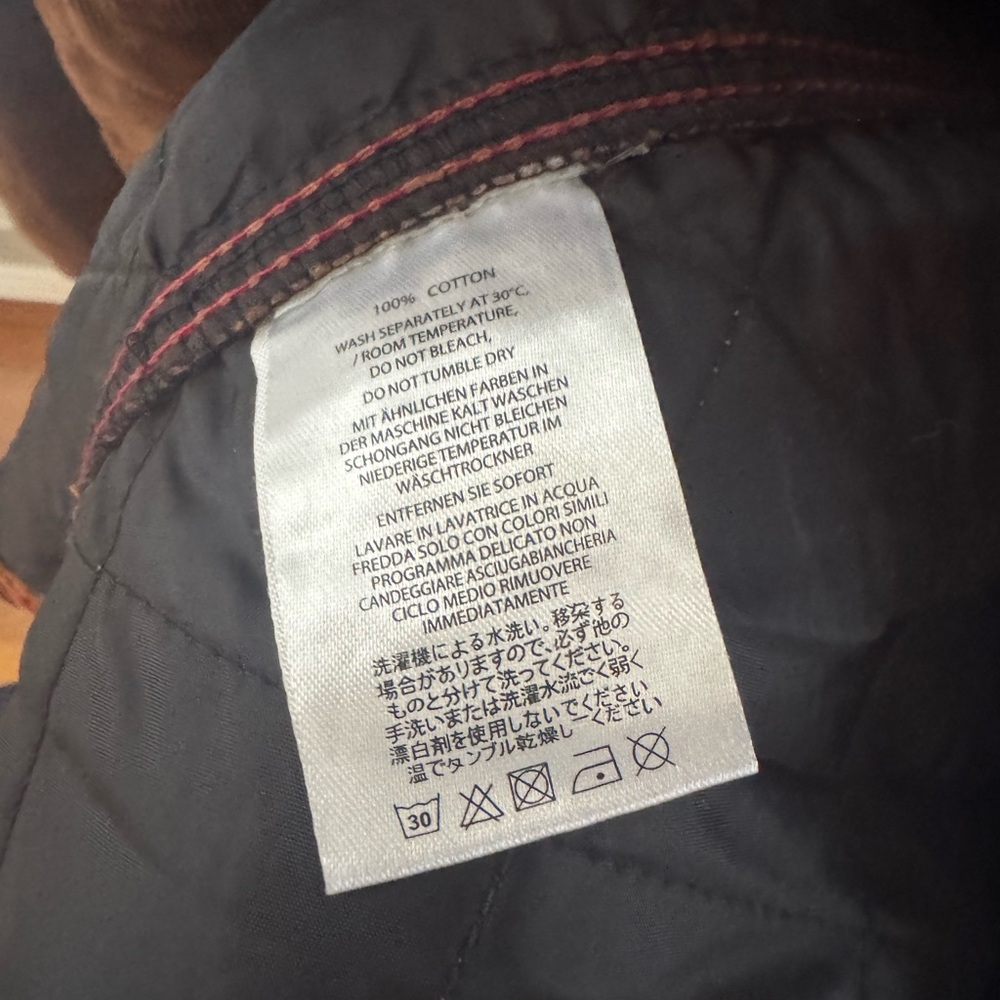 100% COTTON
WASH SEPARATELY AT 30°C,
/ ROOM TEMPERATURE,
DO NOT BLEACH,
DO NOT TUMBLE DRY
MIT ÄHNLICHEN FARBEN IN
DER MASCHINE KALT WASCHEN
SCHONGANG NICHT BLEICHEN
NIEDERIGE TEMPERATUR IM
WÄSCHTROCKNER
ENTFERNEN SIE SOFORT
LAVARE IN LAVATRICE IN ACQUA
FREDDA SOLO CON COLORI SIMILI
PROGRAMMA DELICATO NON
CANDEGGIARE ASCIUGABIANCHERIA
CICLO MEDIO RIMUOVERE
IMMEDIATAMENTE
洗濯機による水洗い。移染する
場合がありますので、必ず他の
ものと分けて洗ってください。
手洗いまたは洗濯水流ごく弱く
漂白剤を使用しないでください
温でタンブル乾燥し ーください
30